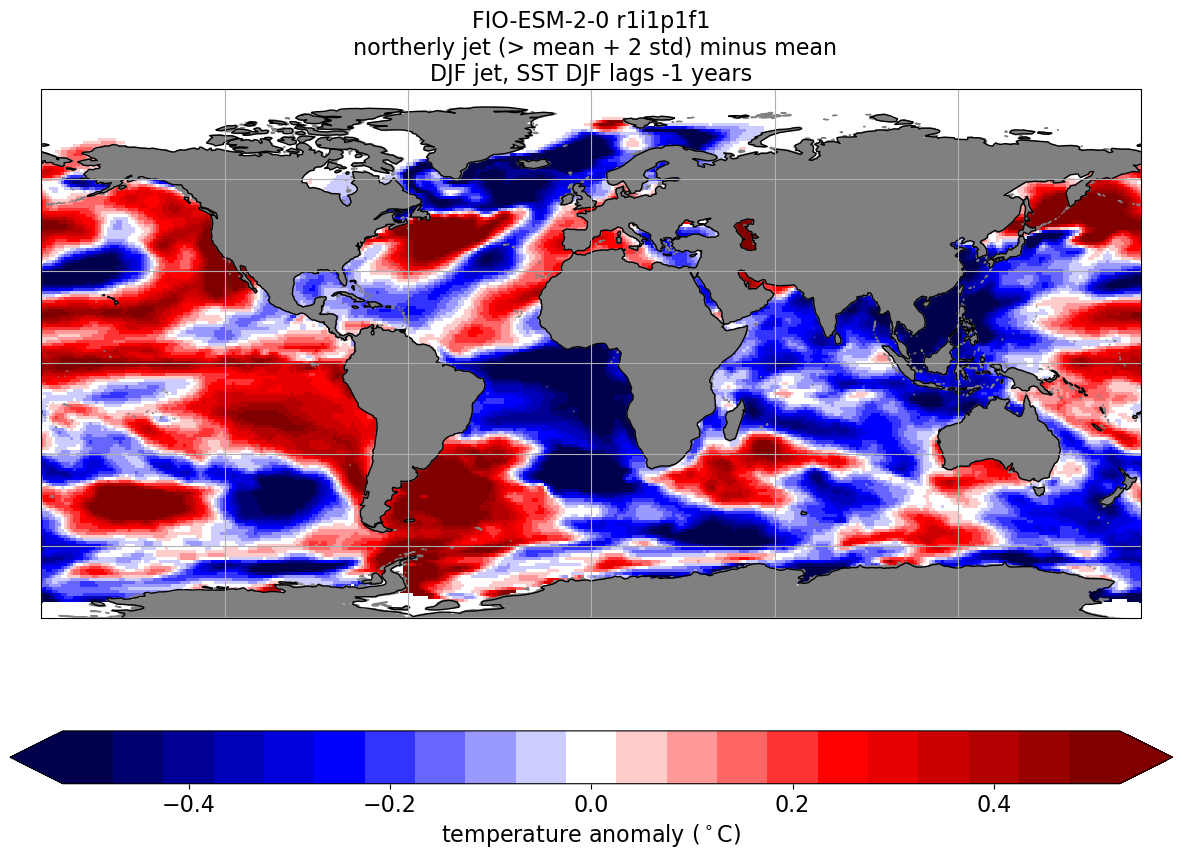 FIO-ESM-2-0 r1i1p1f1
northerly jet (> mean + 2 std) minus mean
DJF jet, SST DJF lags -1 years
−0.4 −0.2 0.0 0.2 0.4
temperature anomaly (°C)